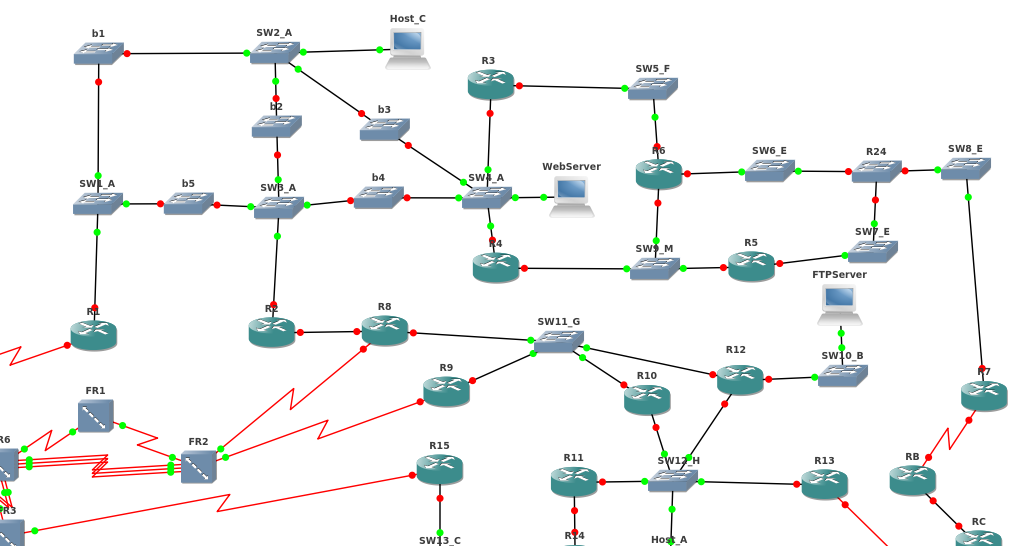 Host_C
b1
SW2_A
R3
SW5_F
b2
b3
R6
SW6_E
R24
SW8_E
WebServer
SW1_A
b5
SW3_A
b4
SW4_A
SW7_E
R4
SW9_M
R5
FTPServer
R1
R2
R8
SW11_G
R12
SW10_B
R9
R10
R7
FR1
R6
FR2
R15
R11
SW12_H
R13
RB
R3
SW13_C
R14
Host_A
RC